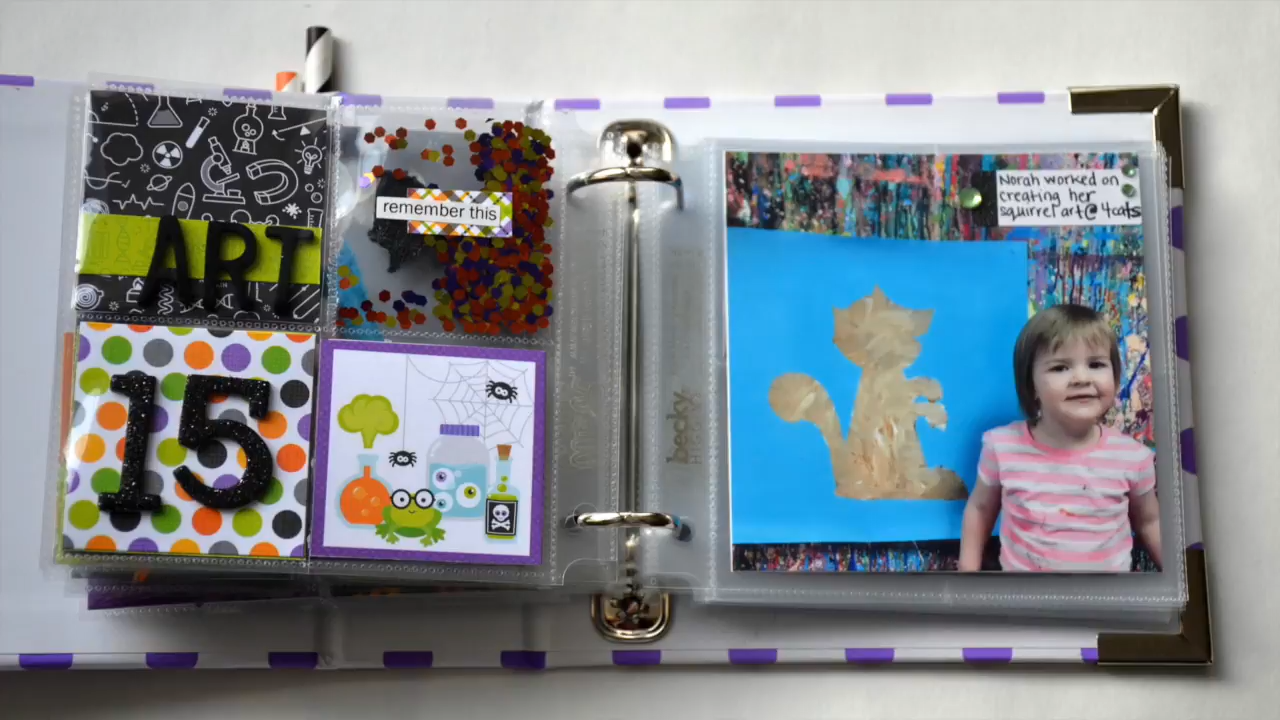 ART
remember this
15
Norah worked on
creating her
squirrel art @ 4cats
becky